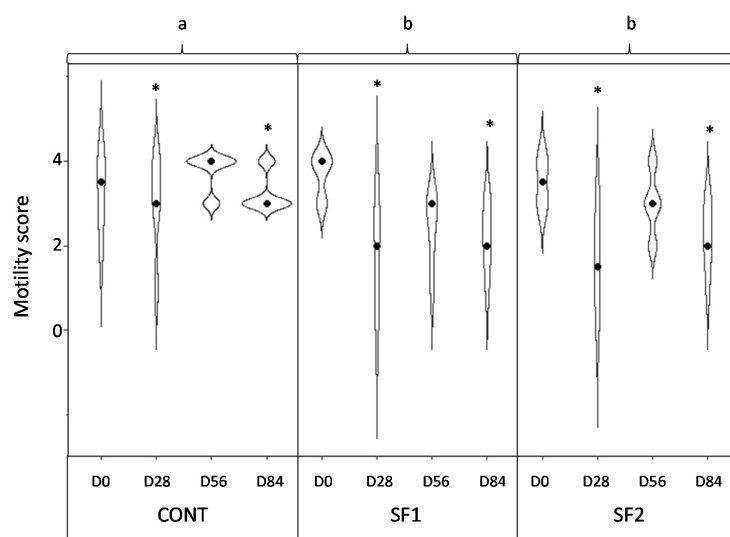 a b b
* * * * * *
4
2
0
Motility score
D0 D28 D56 D84 D0 D28 D56 D84 D0 D28 D56 D84
CONT SF1 SF2